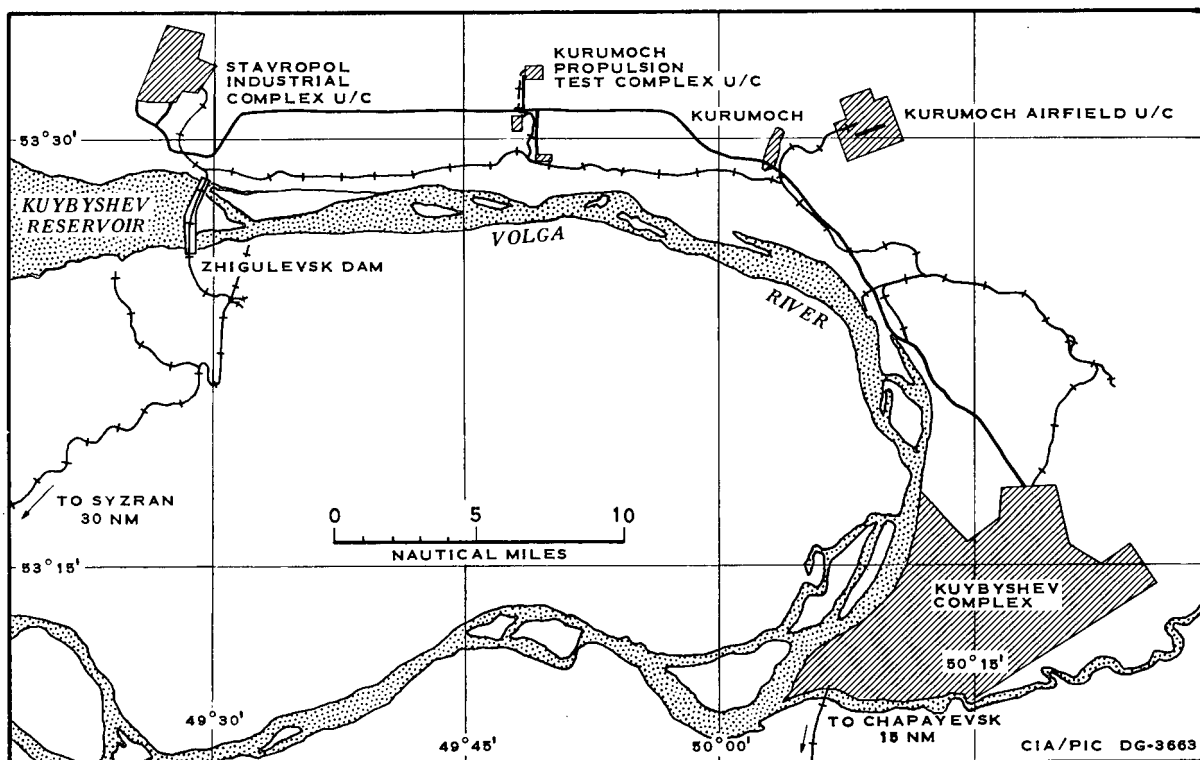 STAVROPOL
INDUSTRIAL
COMPLEX U/C
KURUMOCH
PROPULSION
TEST COMPLEX U/C
KURUMOCH
KURUMOCH AIRFIELD U/C
53°30'
KUYBYSHEV
RESERVOIR
VOLGA
ZHIGULEVSK DAM
RIVER
TO SYZRAN
30 NM
0 5 10
NAUTICAL MILES
53°15'
KUYBYSHEV
COMPLEX
50°15'
49°30'
49°45'
50°00'
TO CHAPAYEVSK
15 NM
CIA/PIC DG-3663